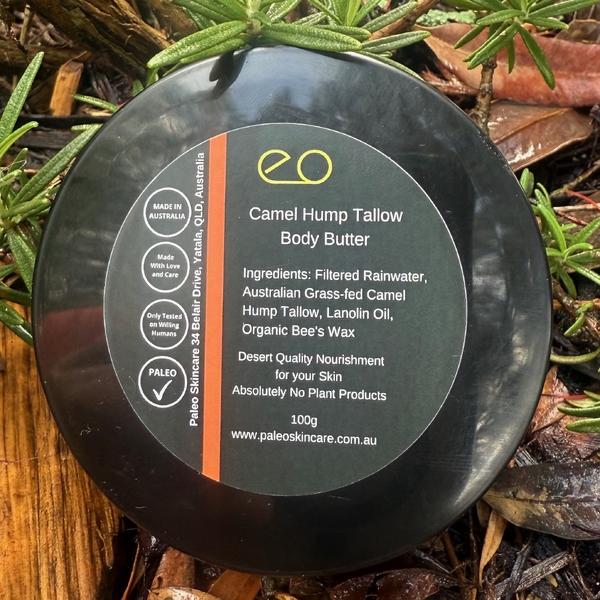 eo
Camel Hump Tallow
Body Butter
Ingredients: Filtered Rainwater,
Australian Grass-fed Camel
Hump Tallow, Lanolin Oil,
Organic Bee's Wax
Desert Quality Nourishment
for your Skin
Absolutely No Plant Products
100g
www.paleoskincare.com.au
MADE IN
AUSTRALIA
Made
With Love
and Care
Only Tested
on Willing
Humans
PALEO
Paleo Skincare 34 Belair Drive, Yatala, QLD, Australia